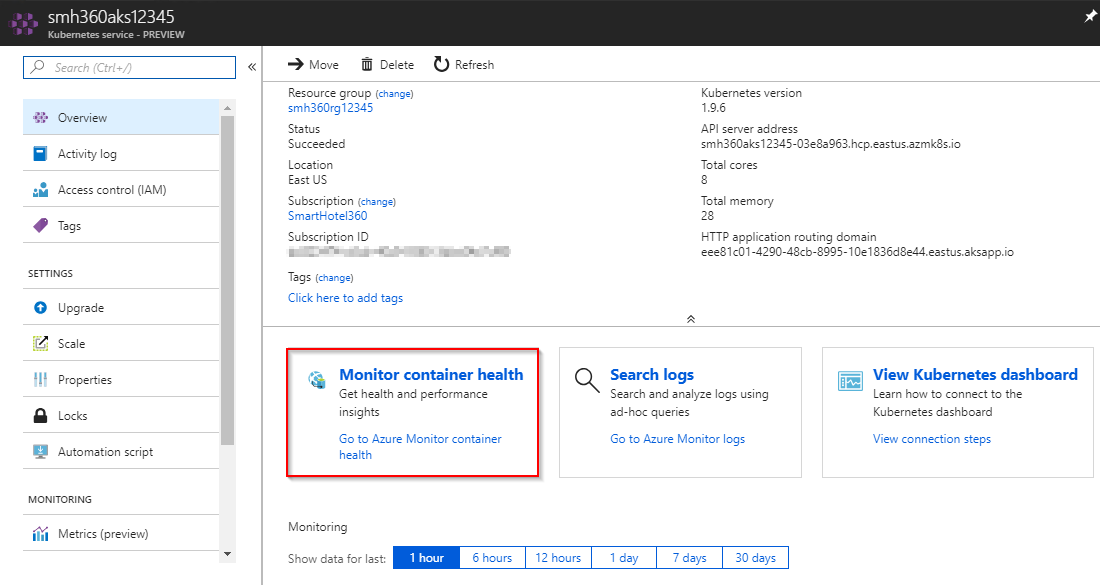 smh360aks12345
Kubernetes service - PREVIEW
Search (Ctrl+/)
Overview
Activity log
Access control (IAM)
Tags
SETTINGS
Upgrade
Scale
Properties
Locks
Automation script
MONITORING
Metrics (preview)
Move Delete Refresh
Resource group (change)
smh360rg12345
Status
Succeeded
Location
East US
Subscription (change)
SmartHotel360
Subscription ID
Tags (change)
Click here to add tags
Kubernetes version
1.9.6
API server address
smh360aks12345-03e8a963.hcp.eastus.azmk8s.io
Total cores
8
Total memory
28
HTTP application routing domain
eee81c01-4290-48cb-8995-10e1836d8e44.eastus.aksapp.io
Monitor container health
Get health and performance
insights
Go to Azure Monitor container
health
Search logs
Search and analyze logs using
ad-hoc queries
Go to Azure Monitor logs
View Kubernetes dashboard
Learn how to connect to the
Kubernetes dashboard
View connection steps
Monitoring
Show data for last: 1 hour 6 hours 12 hours 1 day 7 days 30 days